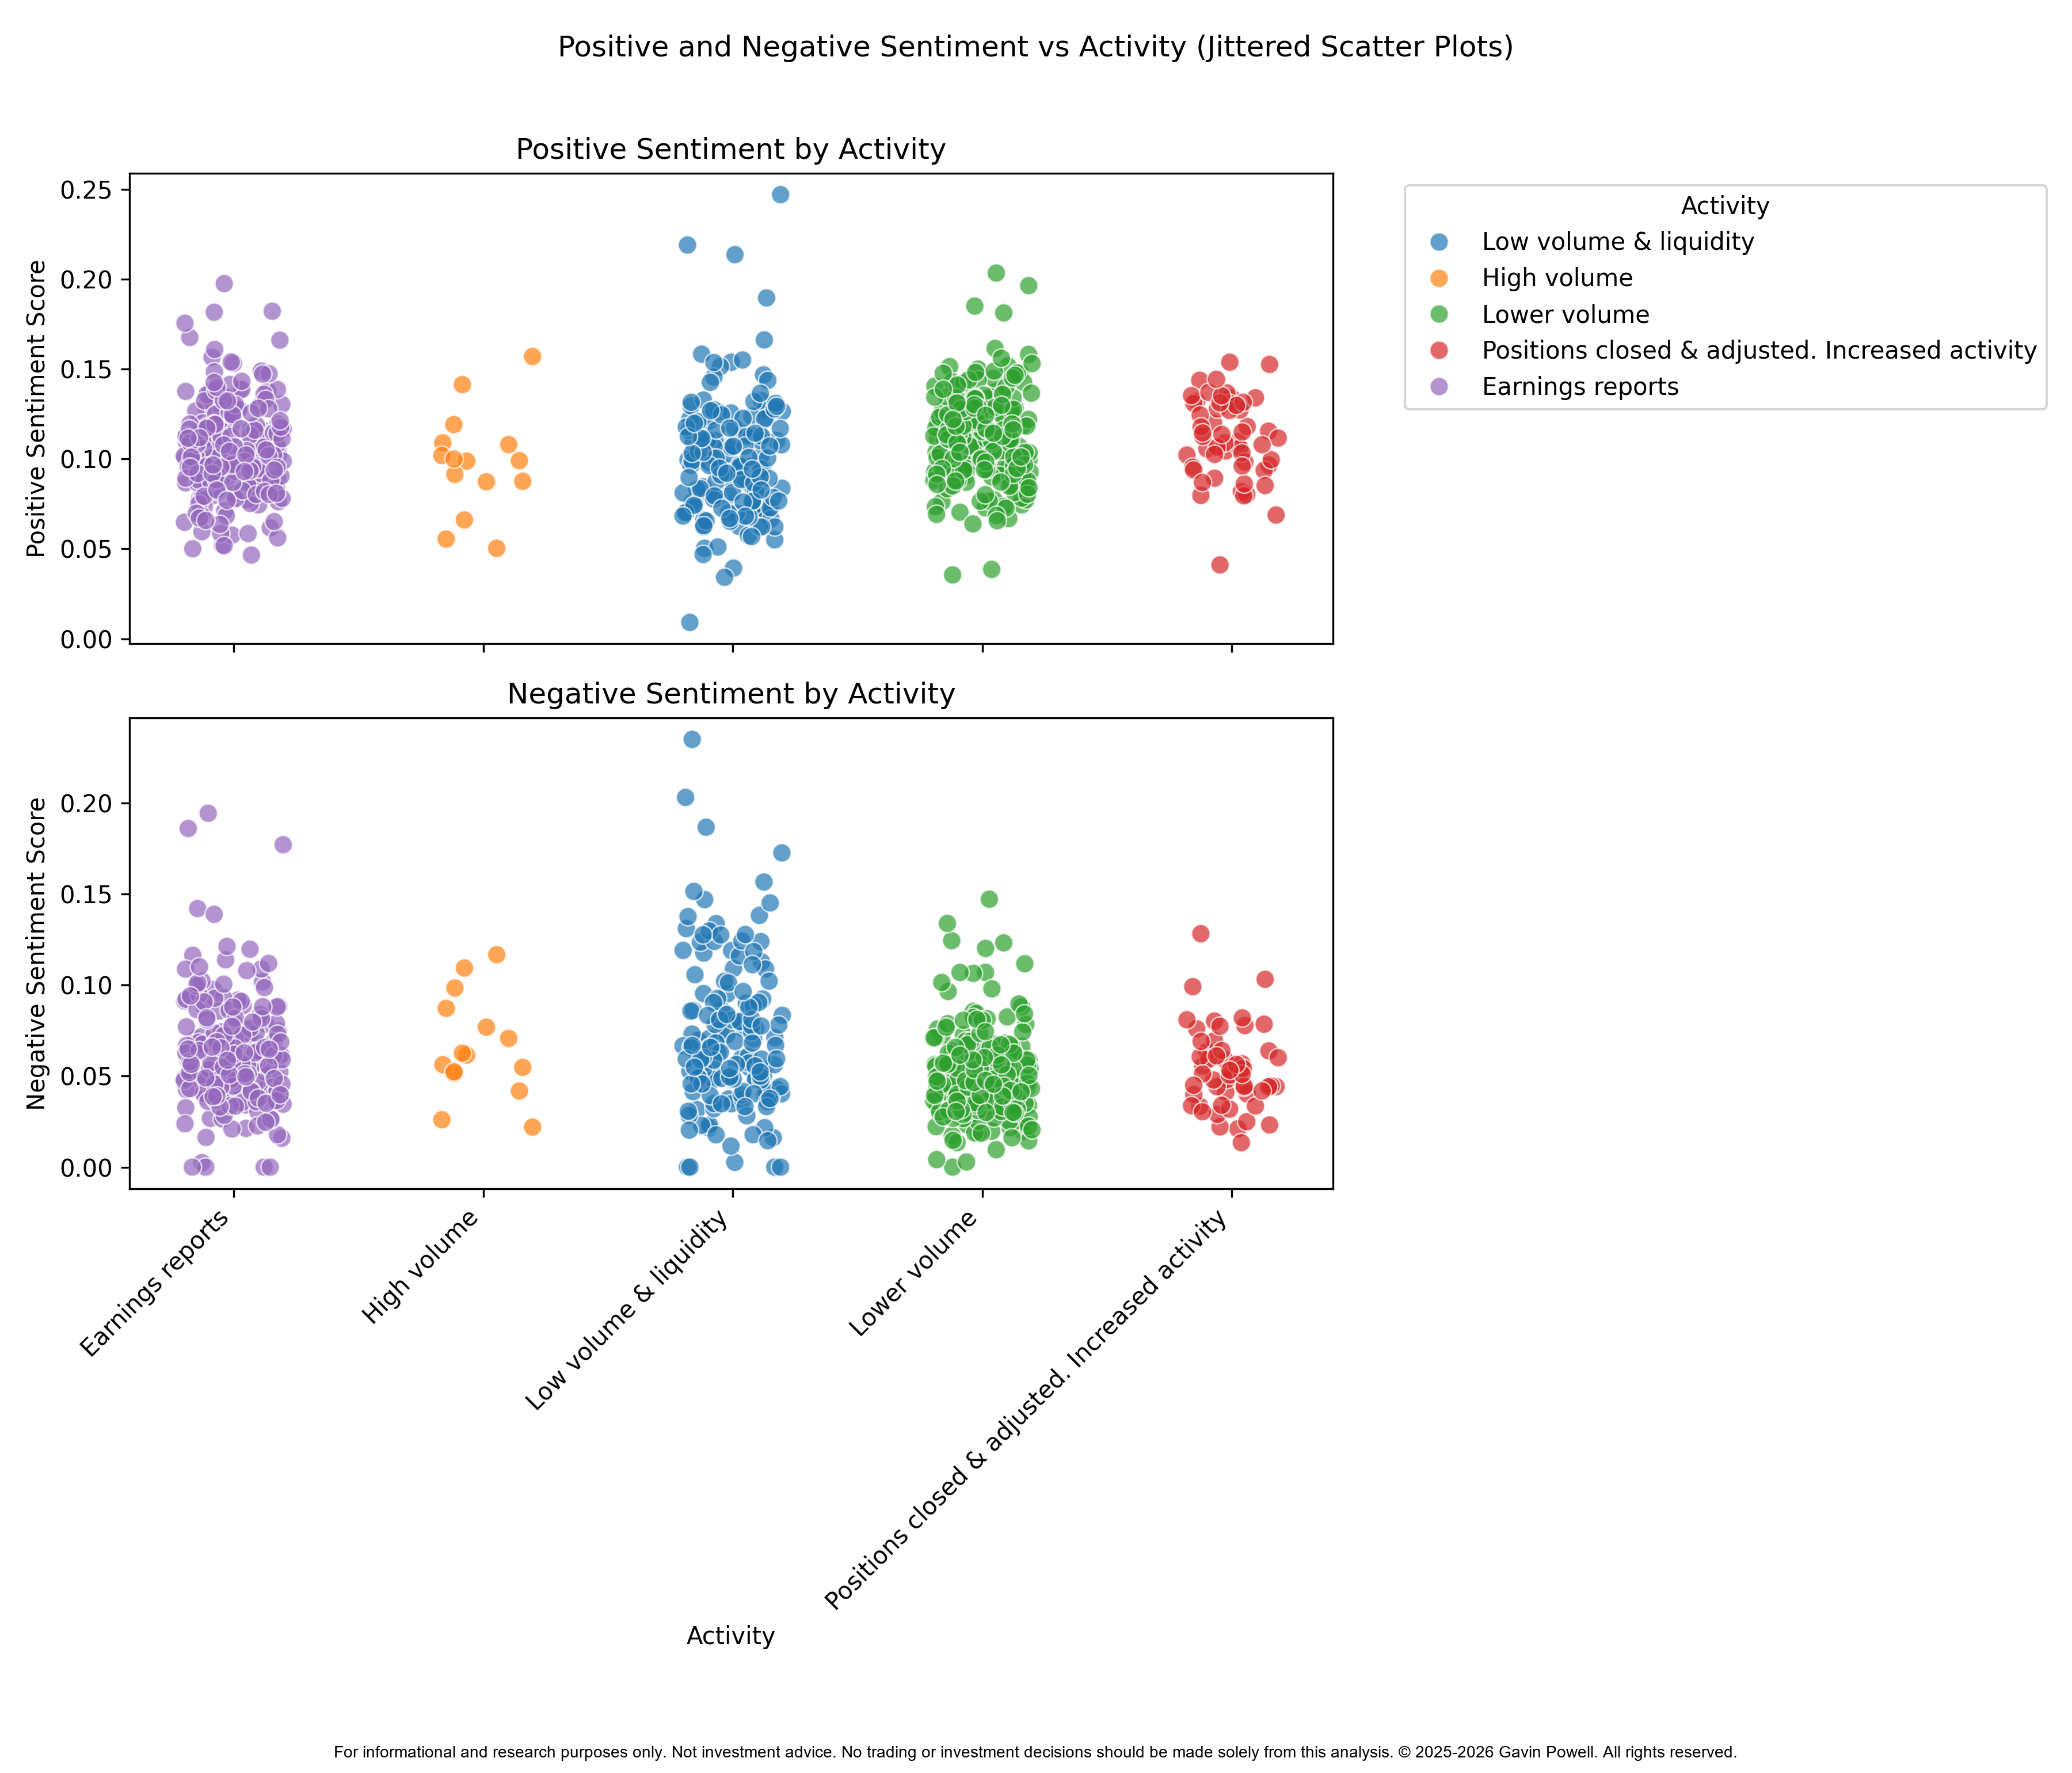 Positive and Negative Sentiment vs Activity (Jittered Scatter Plots)
Positive Sentiment by Activity
Positive Sentiment Score
0.25
0.20
0.15
0.10
0.05
0.00
Activity
Low volume & liquidity
High volume
Lower volume
Positions closed & adjusted. Increased activity
Earnings reports
Negative Sentiment by Activity
Negative Sentiment Score
0.20
0.15
0.10
0.05
0.00
Earnings reports
High volume
Low volume & liquidity
Lower volume
Positions closed & adjusted. Increased activity
Activity
For informational and research purposes only. Not investment advice. No trading or investment decisions should be made solely from this analysis. © 2025-2026 Gavin Powell. All rights reserved.